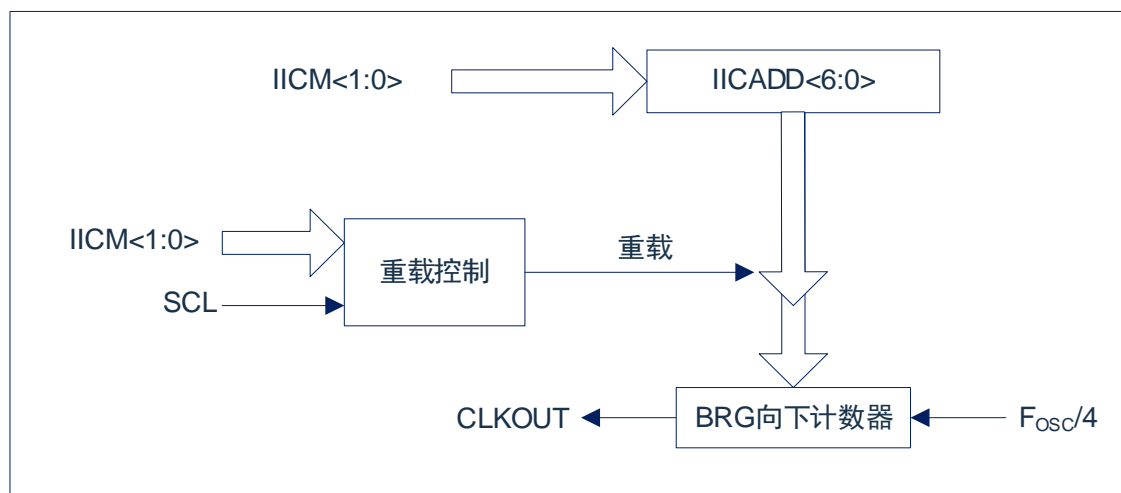 IICM<1:0>
IICADD<6:0>
IICM<1:0>
重载控制
重载
SCL
CLKOUT
BRG向下计数器
FOSC/4